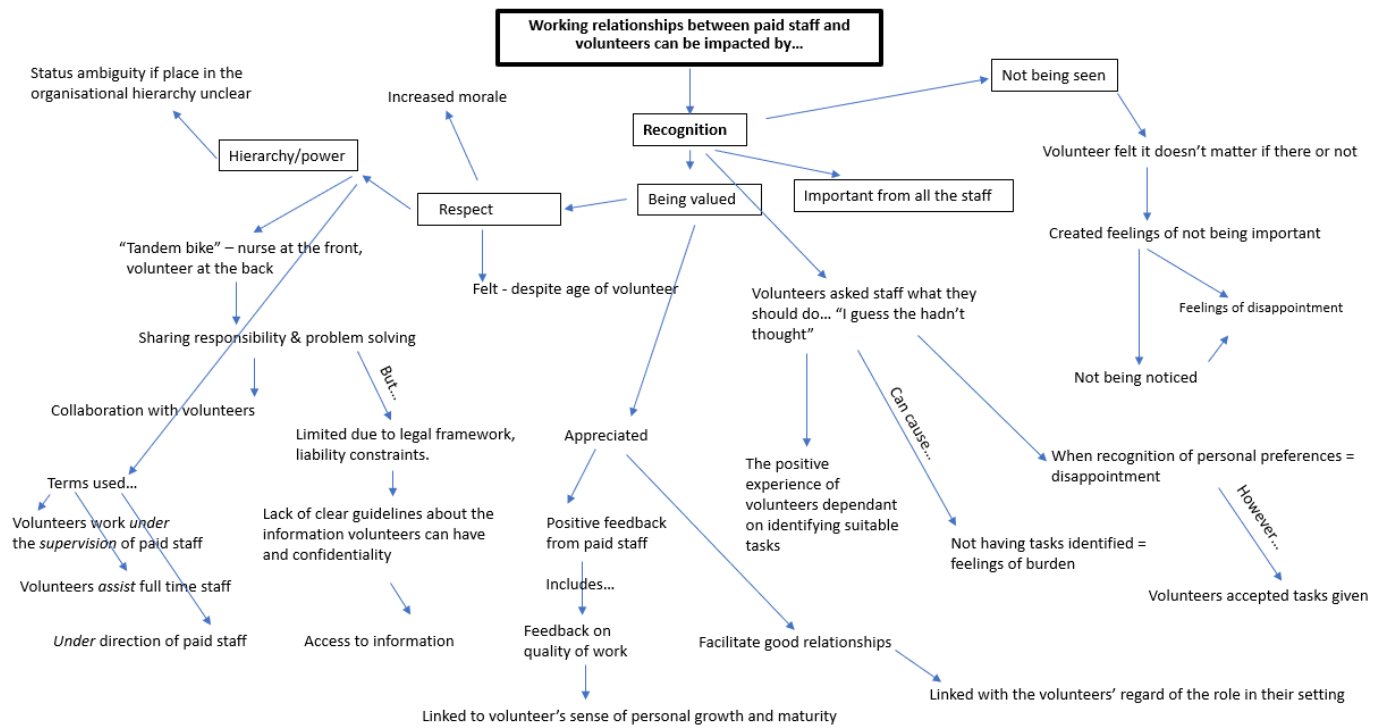 Working relationships between paid staff and
volunteers can be impacted by…
Not being seen
Status ambiguity if place in the
organisational hierarchy unclear
Increased morale
Recognition
Hierarchy/power
Volunteer felt it doesn’t matter if there or not
Important from all the staff
Being valued
Respect
“Tandem bike” – nurse at the front,
volunteer at the back
Created feelings of not being important
Felt - despite age of volunteer
Volunteers asked staff what they
should do… “I guess the hadn’t
thought”
Feelings of disappointment
Sharing responsibility & problem solving
But…
Not being noticed
Can cause…
Collaboration with volunteers
Limited due to legal framework,
liability constraints.
Appreciated
The positive
experience of
volunteers dependant
on identifying suitable
tasks
When recognition of personal preferences =
disappointment
However…
Terms used…
Volunteers work under
the supervision of paid staff
Lack of clear guidelines about the
information volunteers can have
and confidentiality
Positive feedback
from paid staff
Not having tasks identified =
feelings of burden
Volunteers assist full time staff
Includes…
Volunteers accepted tasks given
Under direction of paid staff
Access to information
Feedback on
quality of work
Facilitate good relationships
Linked with the volunteers’ regard of the role in their setting
Linked to volunteer’s sense of personal growth and maturity